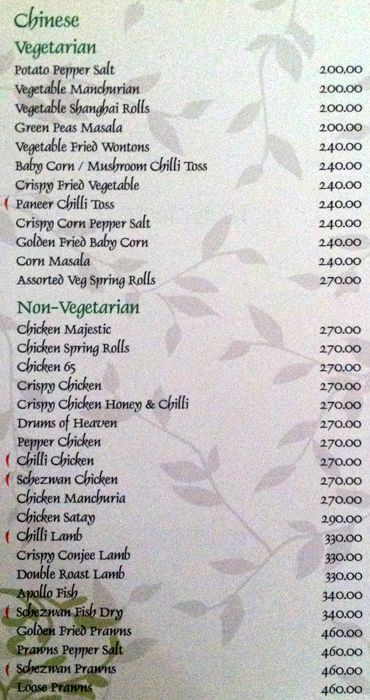 Chinese
Vegetarian
Potato Pepper Salt 200.00
Vegetable Manchurian 200.00
Vegetable Shanghai Rolls 200.00
Green Peas Masala 200.00
Vegetable Fried Wontons 240.00
Baby Corn / Mushroom Chilli Toss 240.00
Crispy Fried Vegetable 240.00
Paneer Chilli Toss 240.00
Crispy Corn Pepper Salt 240.00
Golden Fried Baby Corn 240.00
Corn Masala 240.00
Assorted Veg Spring Rolls 270.00
Non-Vegetarian
Chicken Majestic 270.00
Chicken Spring Rolls 270.00
Chicken 65 270.00
Crispy Chicken 270.00
Crispy Chicken Honey & Chilli 270.00
Drums of Heaven 270.00
Pepper Chicken 270.00
Chilli Chicken 270.00
Schezwan Chicken 270.00
Chicken Manchuria 270.00
Chicken Satay 290.00
Chilli Lamb 330.00
Crispy Conjee Lamb 330.00
Double Roast Lamb 330.00
Apollo Fish 340.00
Schezwan Fish Dry 340.00
Golden Fried Prawns 460.00
Prawns Pepper Salt 460.00
Schezwan Prawns 460.00
Loose Prawns 460.00